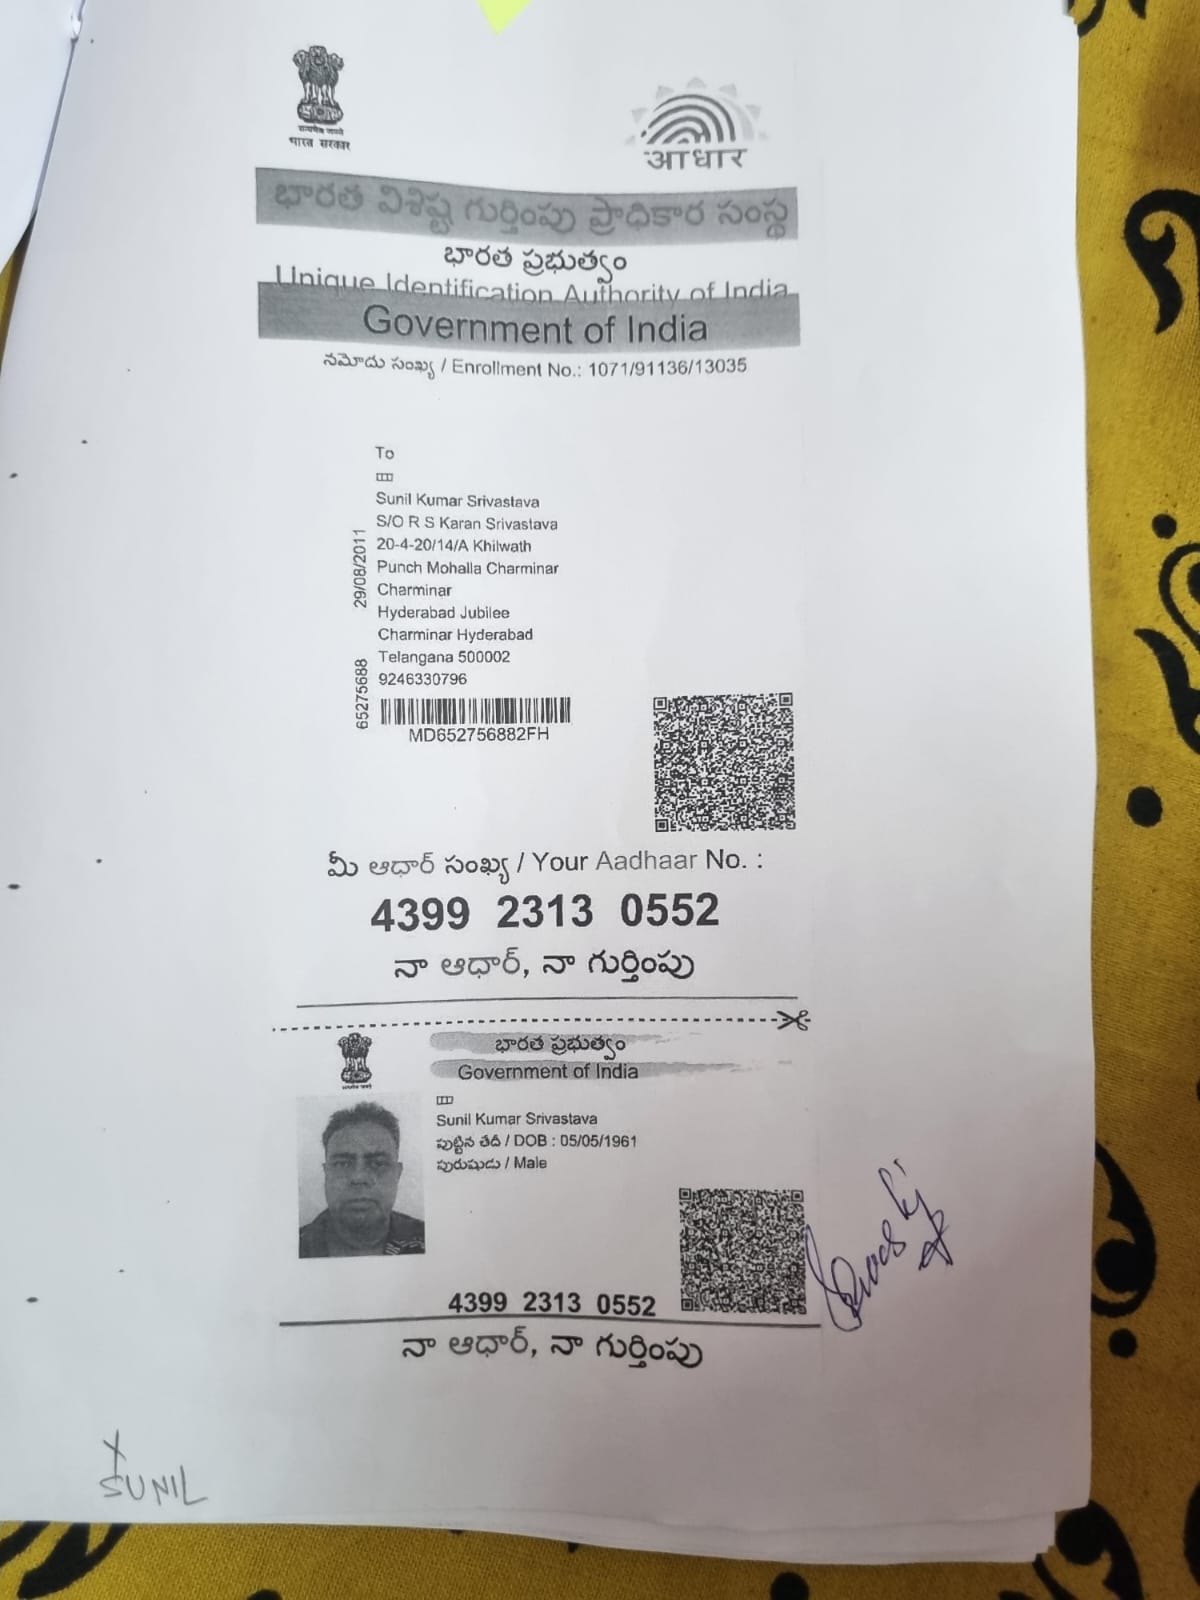 सत्यमेव जयते
भारत सरकार
आधार
భారత విశిష్ట గుర్తింపు ప్రాధికార సంస్థ
భారత ప్రభుత్వం
Unique Identification Authority of India
Government of India
నమోదు సంఖ్య / Enrollment No.: 1071/91136/13035
To
Sunil Kumar Srivastava
S/O R S Karan Srivastava
20-4-20/14/A Khilwath
Punch Mohalla Charminar
Charminar
Hyderabad Jubilee
Charminar Hyderabad
Telangana 500002
9246330796
29/08/2011
65275688
MD652756882FH
మీ ఆధార్ సంఖ్య / Your Aadhaar No. :
4399 2313 0552
నా ఆధార్, నా గుర్తింపు
భారత ప్రభుత్వం
Government of India
Sunil Kumar Srivastava
పుట్టిన తేదీ / DOB : 05/05/1961
పురుషుడు / Male
4399 2313 0552
నా ఆధార్, నా గుర్తింపు
X
SUNIL